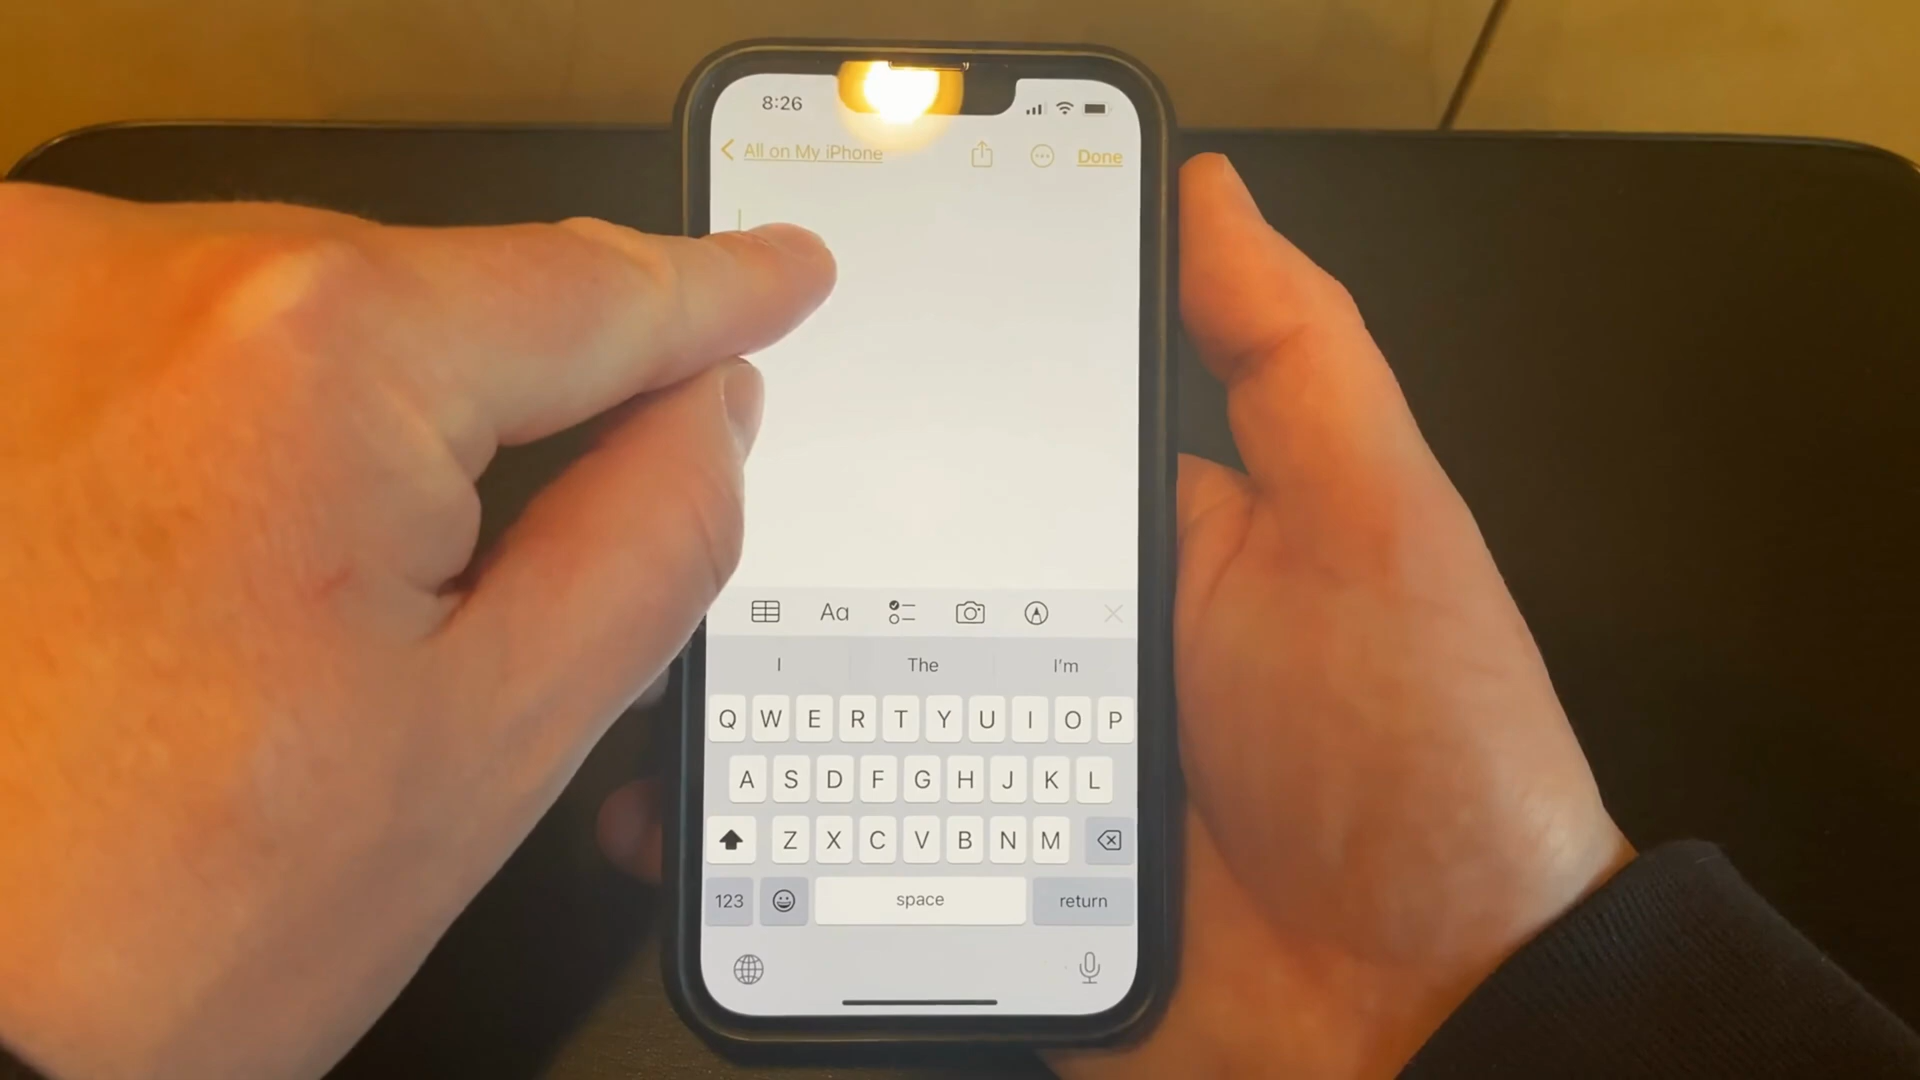 8:26
All on My iPhone
Done
Aa
I The I'm
Q W E R T Y U I O P
A S D F G H J K L
Z X C V B N M
123 space return